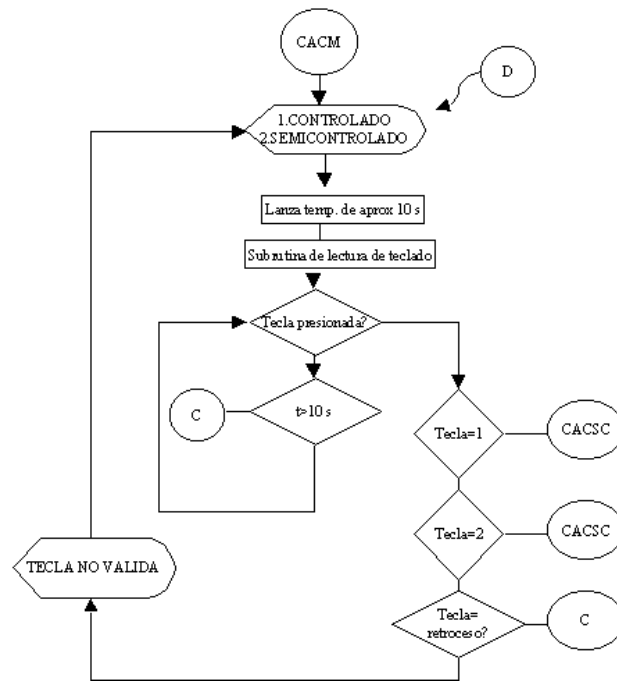 CACM
D
1.CONTROLADO
2.SEMICONTROLADO
Lanza temp. de aprox 10 s
Subrutina de lectura de teclado
Tecla presionada?
C
t>10 s
Tecla=1
CACSC
Tecla=2
CACSC
TECLA NO VALIDA
Tecla=
retroceso?
C